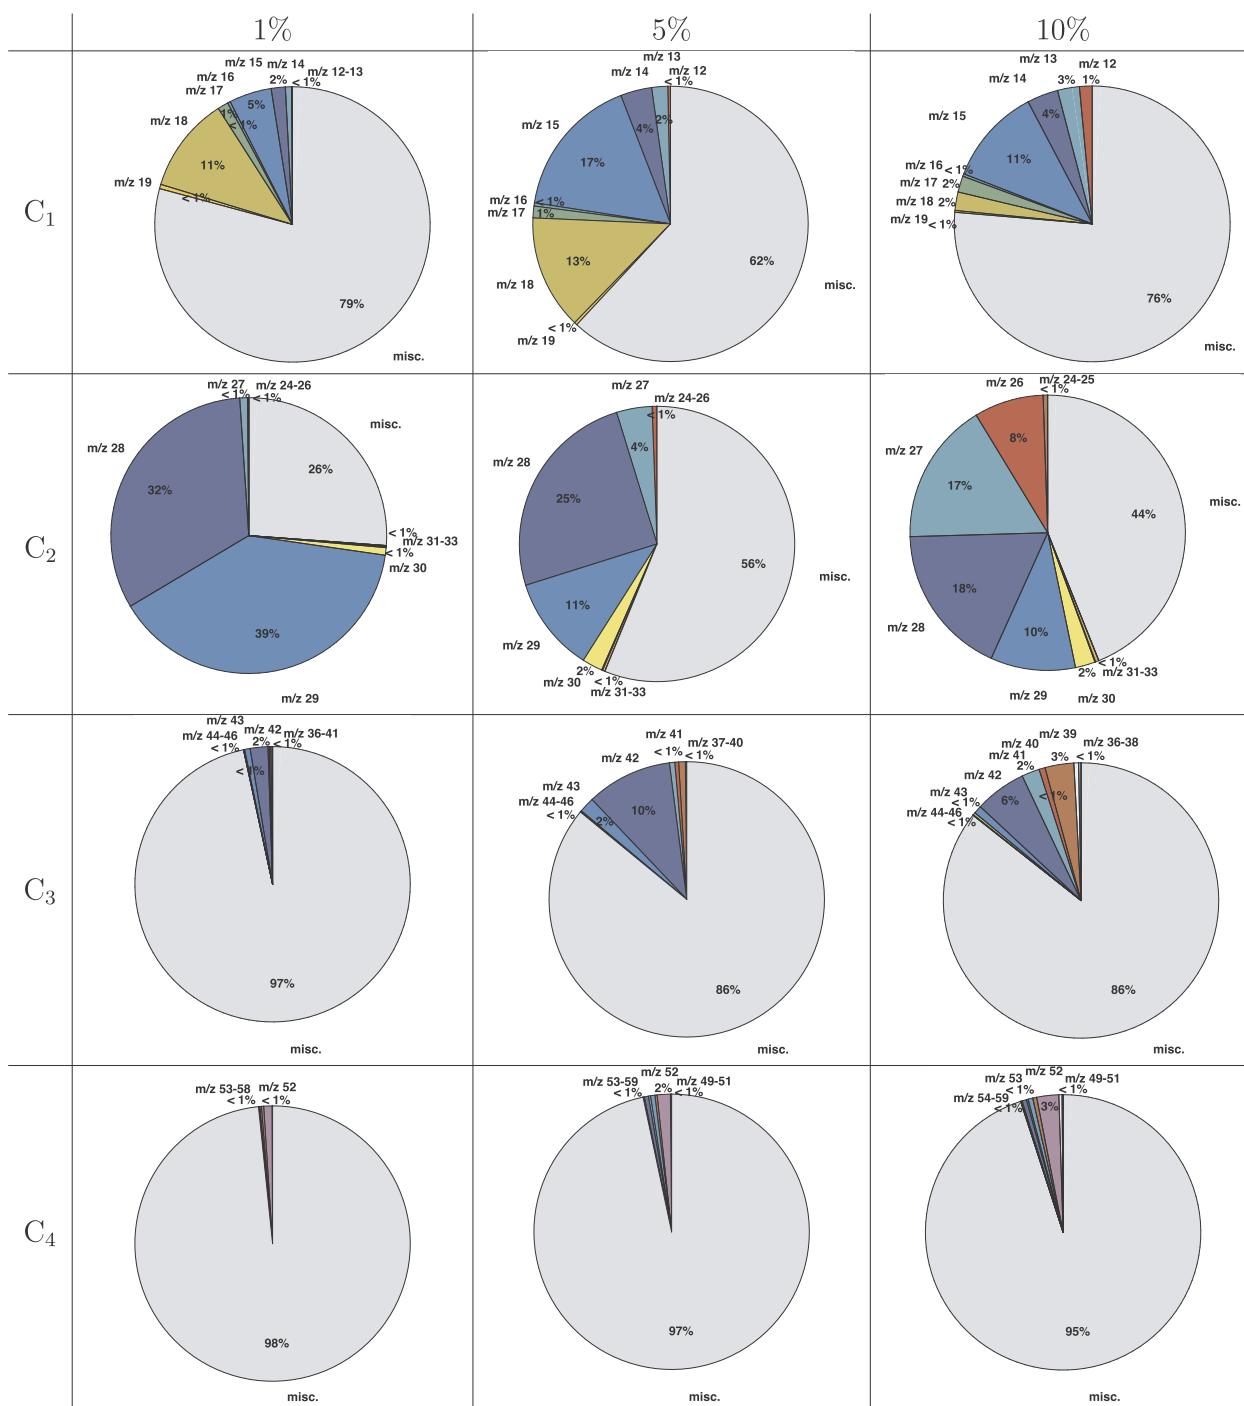 1% 5% 10%
C1
m/z 15 m/z 14
m/z 16 2% m/z 12-13
m/z 17 < 1%
5%
1%
m/z 18 < 1%
11%
m/z 19
< 1%
79%
misc.
m/z 13
m/z 14 m/z 12
< 1%
2%
m/z 15 4%
17%
m/z 16 < 1%
m/z 17 1%
13% 62%
m/z 18 misc.
< 1%
m/z 19
m/z 13 m/z 12
m/z 14 3% 1%
m/z 15 4%
11%
m/z 16 < 1%
m/z 17 2%
m/z 18 2%
m/z 19 < 1%
76%
misc.
C2
m/z 27 m/z 24-26
< 1% < 1%
misc.
m/z 28
26%
32%
< 1%
m/z 31-33
< 1%
m/z 30
39%
m/z 29
m/z 27
m/z 24-26
< 1%
4%
m/z 28
25%
56%
misc.
11%
m/z 29
2%
m/z 30 < 1%
m/z 31-33
m/z 26 m/z 24-25
< 1%
8%
m/z 27
17%
misc.
44%
18%
m/z 28 10%
< 1%
2% m/z 31-33
m/z 29 m/z 30
C3
m/z 43
m/z 44-46 m/z 42 m/z 36-41
< 1% 2% < 1%
< 1%
97%
misc.
m/z 41
m/z 37-40
m/z 42 < 1% < 1%
m/z 43
m/z 44-46 10%
< 1% 2%
86%
misc.
m/z 39
m/z 40 m/z 36-38
m/z 41 3% < 1%
2%
m/z 42
m/z 43 < 1%
< 1% 6%
m/z 44-46
< 1%
86%
misc.
C4
m/z 53-58 m/z 52
< 1% < 1%
98%
misc.
m/z 52
m/z 53-59 m/z 49-51
< 1% 2% < 1%
97%
misc.
m/z 52
m/z 53 m/z 49-51
< 1% < 1%
m/z 54-59
< 1% 3%
95%
misc.